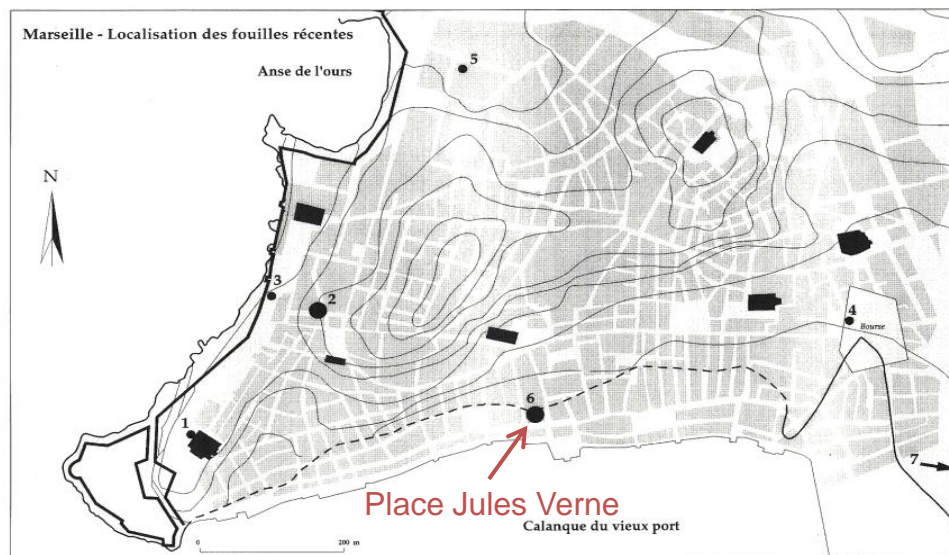 Marseille - Localisation des fouilles récentes
Anse de l'ours
5
N
3
2
4
Bourse
6
1
7
Place Jules Verne
Calanque du vieux port
0
200 m